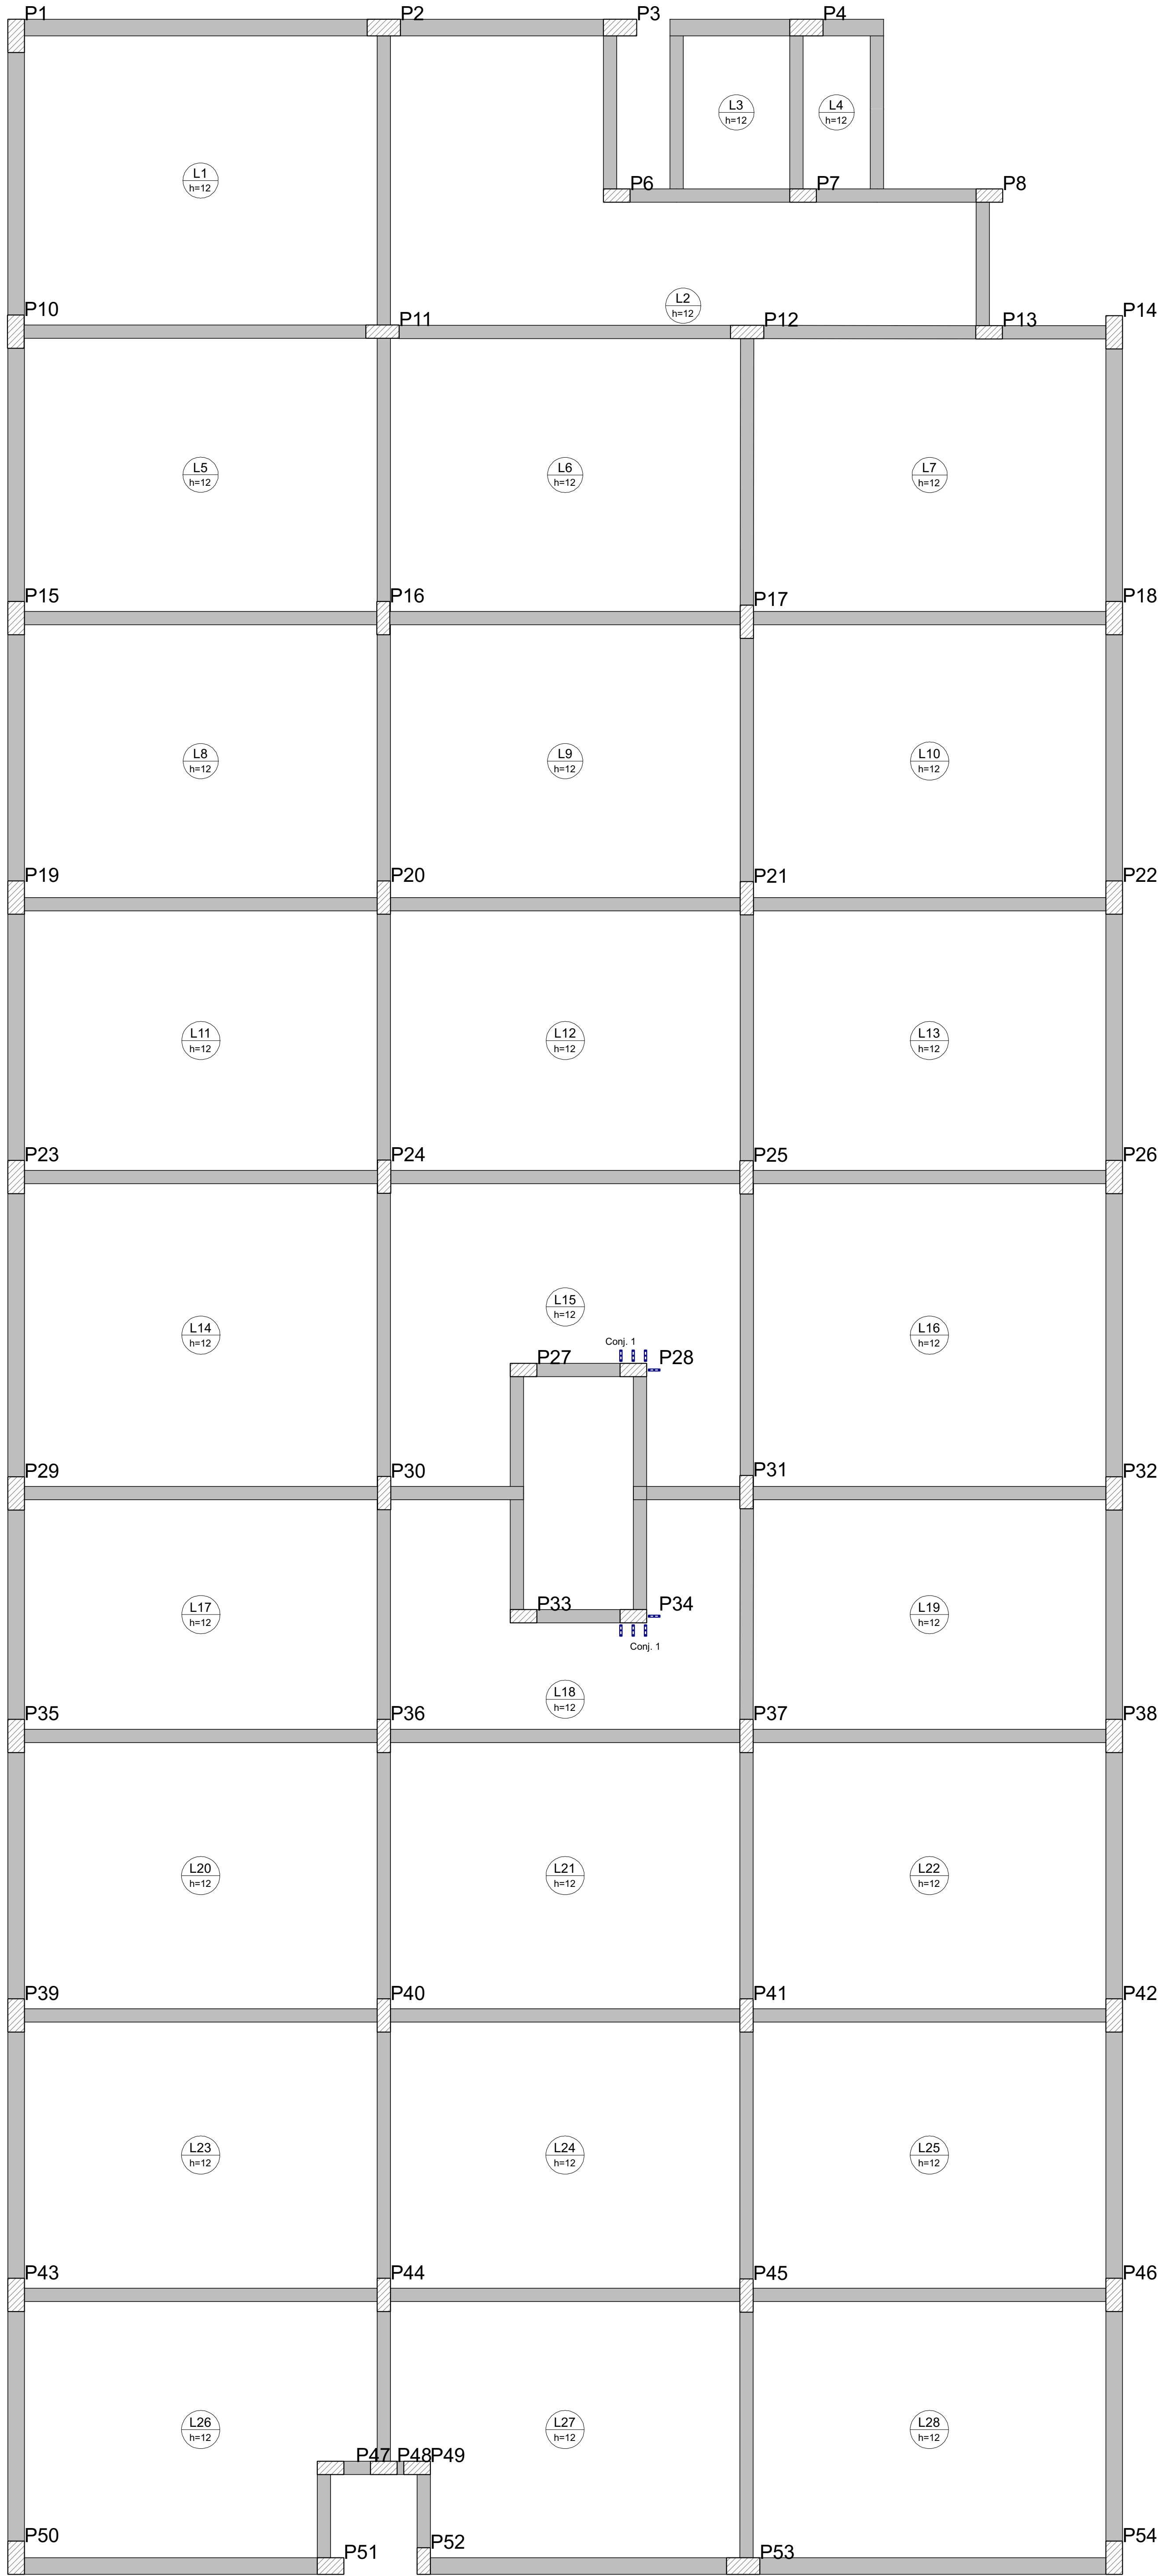 P1 P2 P3 P4
L3 L4
h=12 h=12
L1
h=12
P6 P7 P8
L2
h=12
P10 P11 P12 P13 P14
L5 L6 L7
h=12 h=12 h=12
P15 P16 P17 P18
L8 L9 L10
h=12 h=12 h=12
P19 P20 P21 P22
L11 L12 L13
h=12 h=12 h=12
P23 P24 P25 P26
L15
h=12
L14 L16
h=12 h=12
Conj. 1
P27 P28
P29 P30 P31 P32
P33 P34
L17 L19
h=12 h=12
Conj. 1
L18
h=12
P35 P36 P37 P38
L20 L21 L22
h=12 h=12 h=12
P39 P40 P41 P42
L23 L24 L25
h=12 h=12 h=12
P43 P44 P45 P46
L26 L27 L28
h=12 h=12 h=12
P47 P48 P49
P50 P51 P52 P53 P54